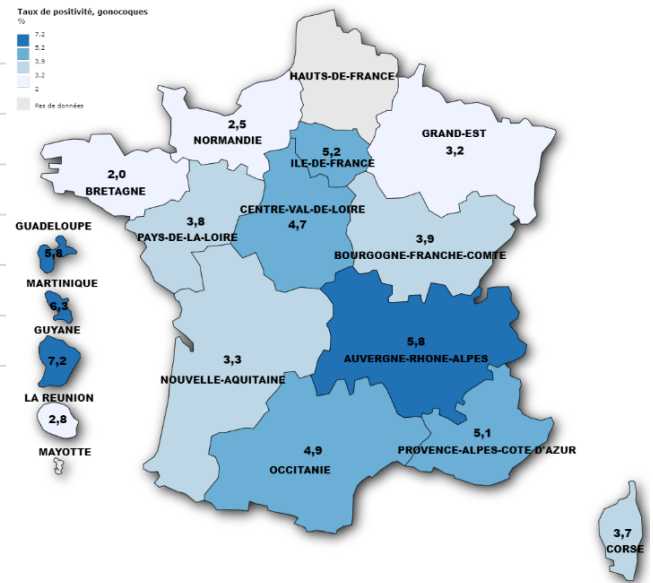 Taux de positivité, gonocoques
%
7.2
5.2
3.9
3.2
2
Pas de données
HAUTS-DE-FRANCE
2,5
NORMANDIE
GRAND-EST
3,2
5,2
ILE-DE-FRANCE
2,0
BRETAGNE
3,8
PAYS-DE-LA-LOIRE
CENTRE-VAL-DE-LOIRE
4,7
3,9
BOURGOGNE-FRANCHE-COMTE
GUADELOUPE
5,8
MARTINIQUE
6,3
GUYANE
7,2
LA REUNION
2,8
MAYOTTE
3,3
NOUVELLE-AQUITAINE
5,8
AUVERGNE-RHONE-ALPES
4,9
OCCITANIE
5,1
PROVENCE-ALPES-COTE D'AZUR
3,7
CORSE